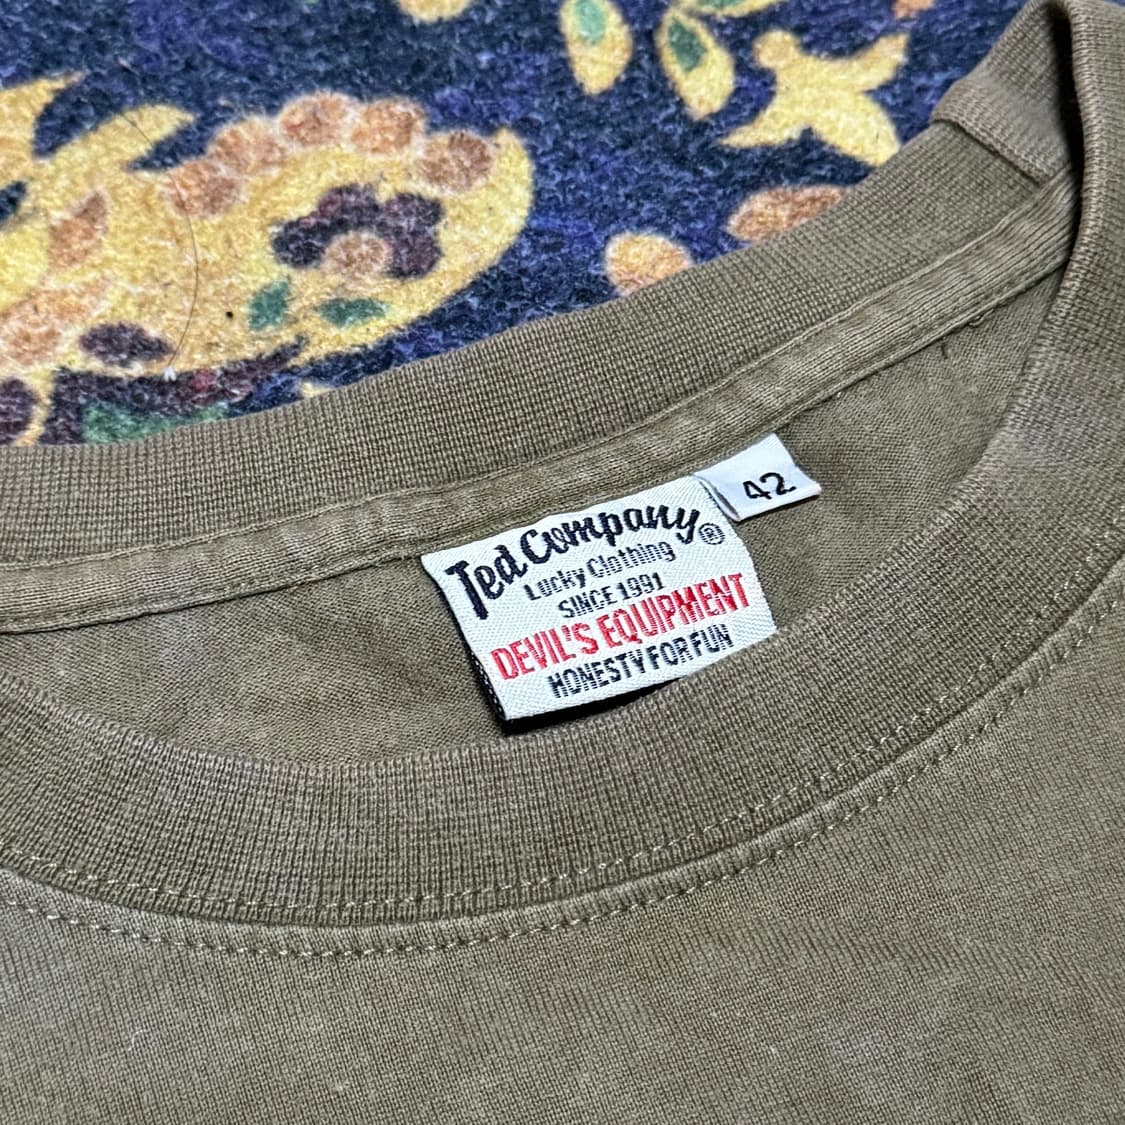 Ted Company®
Lucky Clothing
SINCE 1991
DEVIL'S EQUIPMENT
HONESTY FOR FUN
42